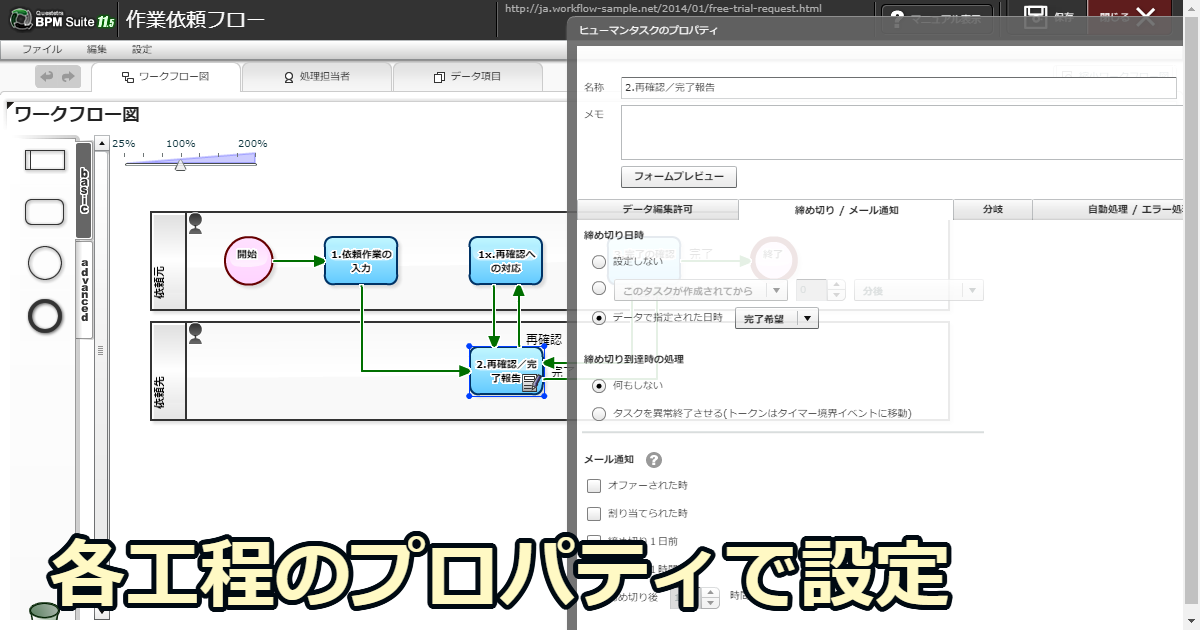 Questetra
BPM Suite 11.5
作業依頼フロー
http://ja.workflow-sample.net/2014/01/free-trial-request.html
? マニュアル表示
保存
閉じる
ファイル 編集 設定
ワークフロー図
処理担当者
データ項目
ワークフロー図
basic
advanced
25% 100% 200%
依頼元
開始
1.依頼作業の
入力
1x.再確認へ
の対応
再確認
依頼先
2.再確認／完
了報告
完了
ヒューマンタスクのプロパティ
名称
2.再確認／完了報告
メモ
フォームプレビュー
データ編集許可
締め切り / メール通知
分岐
自動処理 / エラー処
締め切り日時
設定しない
完了
終了
このタスクが作成されてから
0
分後
データで指定された日時
完了希望
締め切り到達時の処理
何もしない
タスクを異常終了させる(トークンはタイマー境界イベントに移動)
メール通知 ?
オファーされた時
割り当てられた時
締め切り１日前
時間
各工程のプロパティで設定